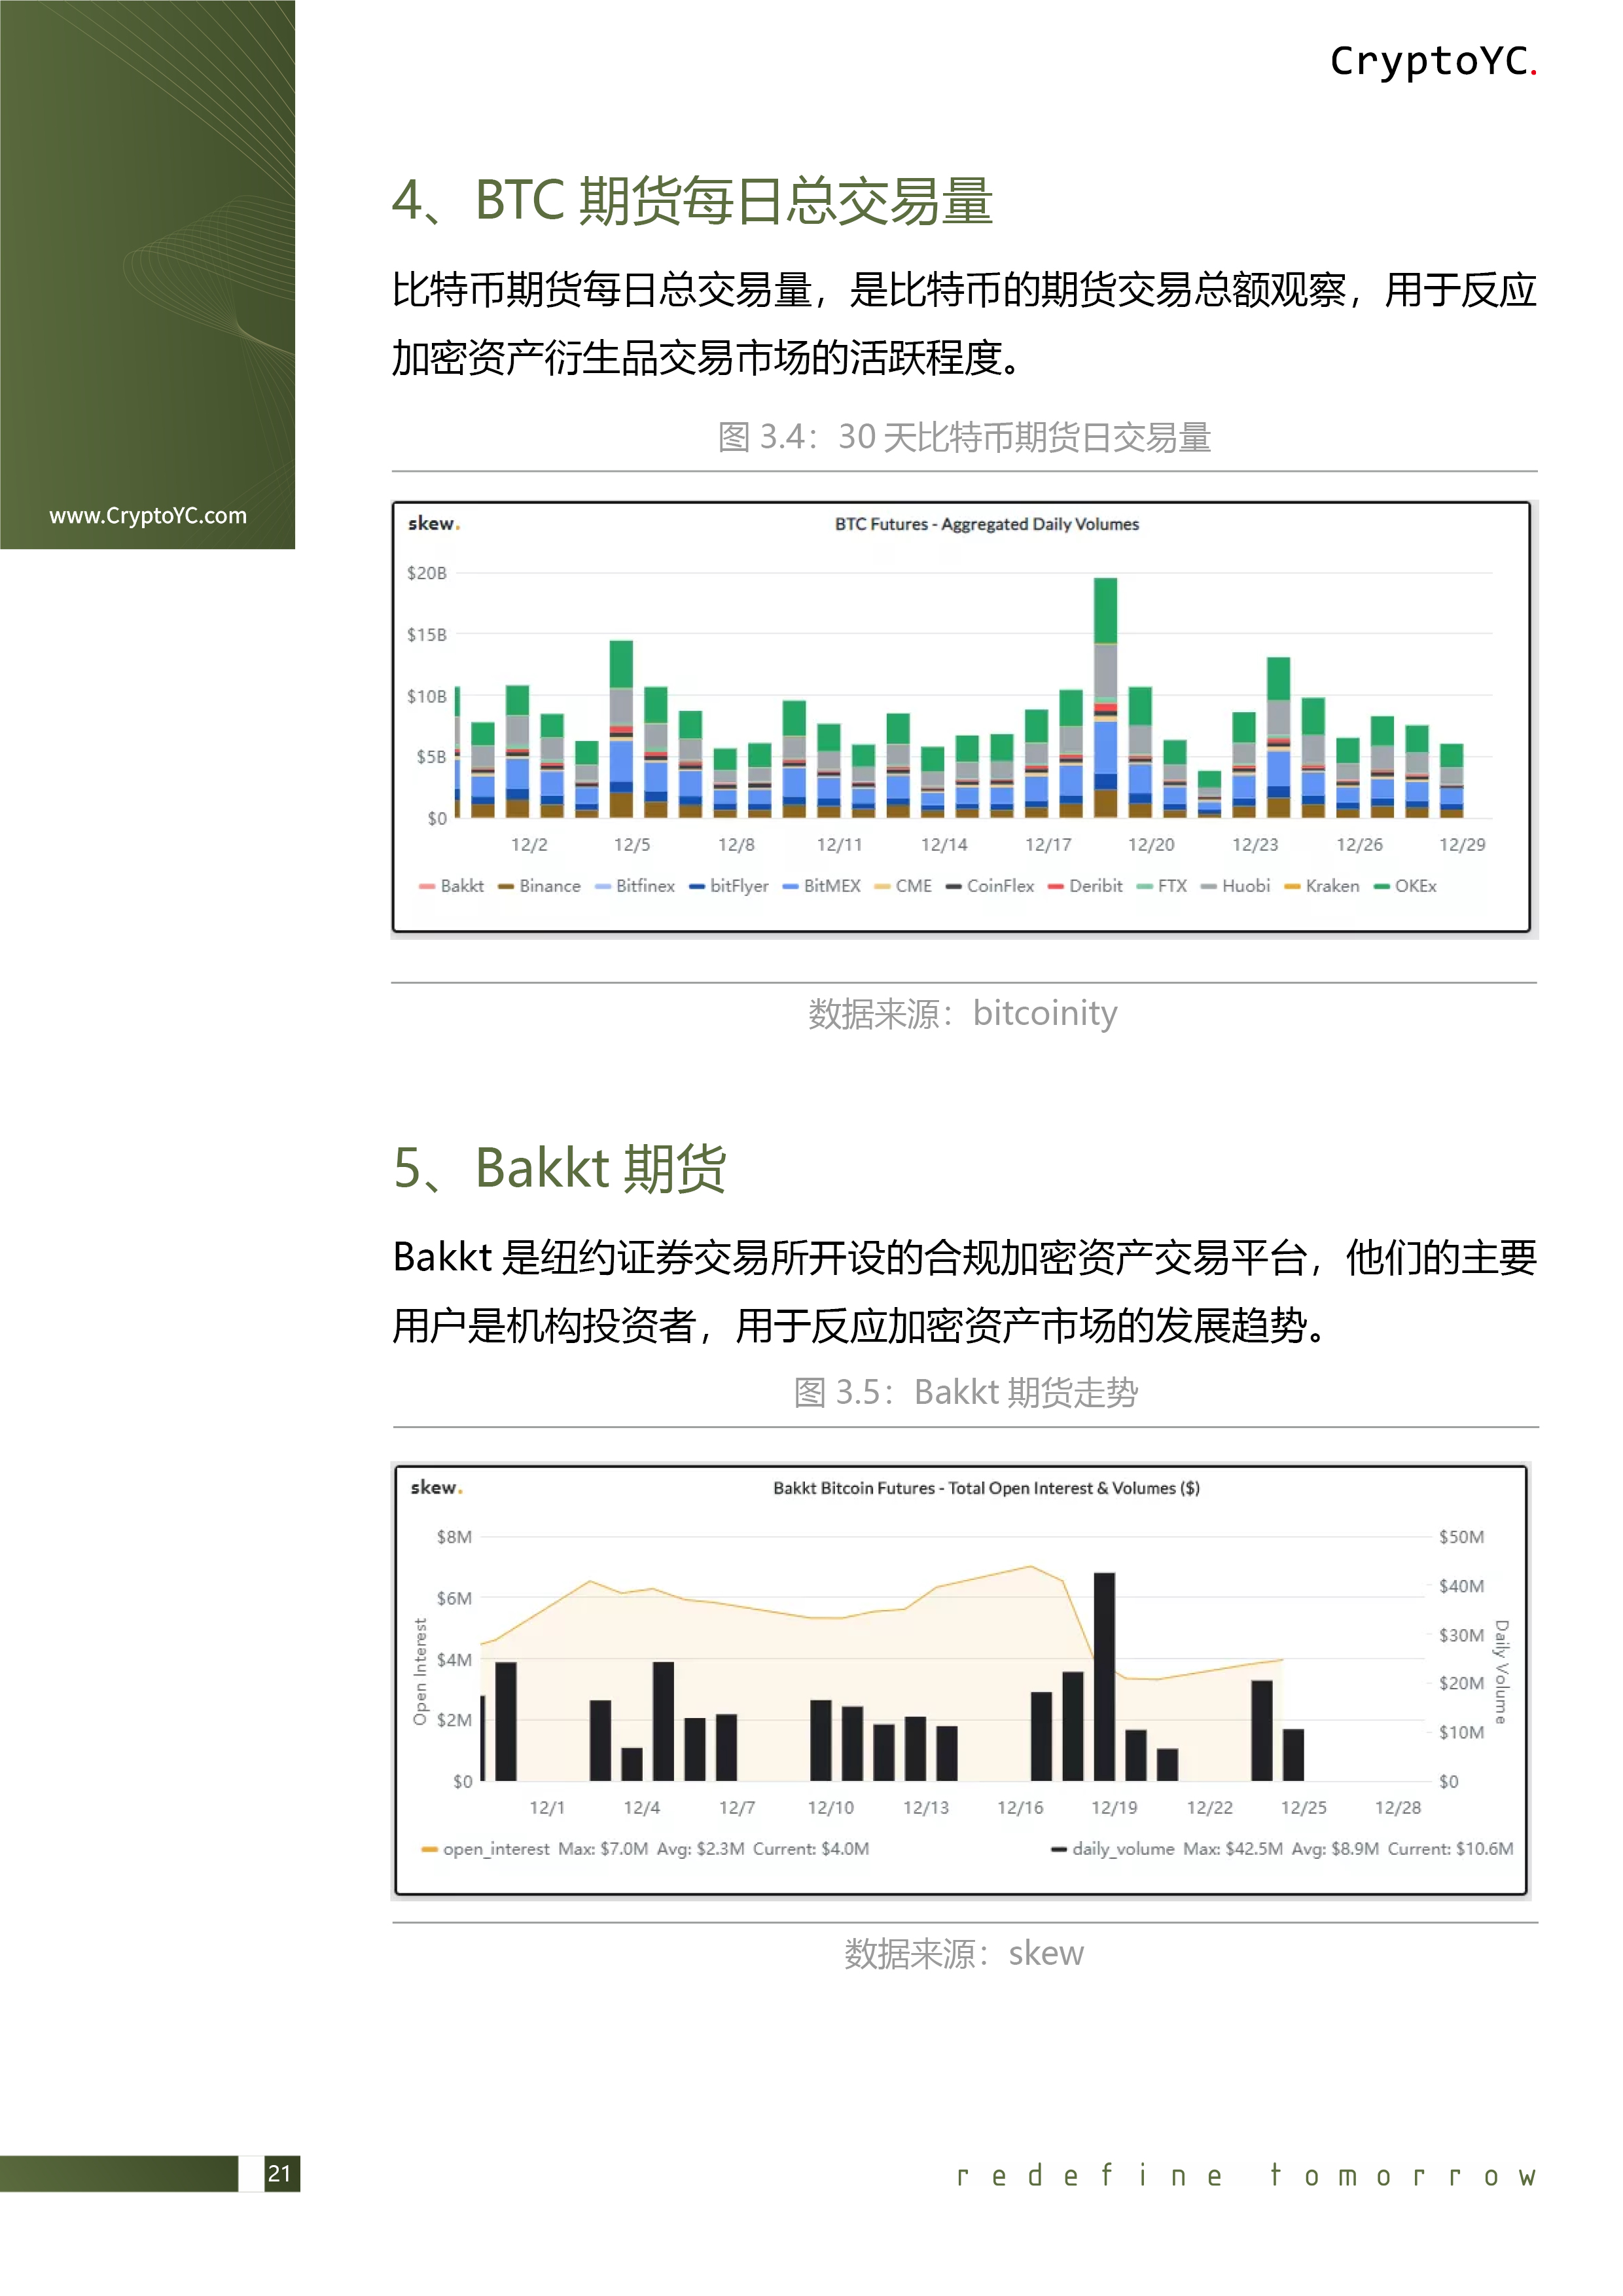 CryptoYC.
www.CryptoYC.com
4、BTC 期货每日总交易量
比特币期货每日总交易量，是比特币的期货交易总额观察，用于反应
加密资产衍生品交易市场的活跃程度。
图 3.4：30 天比特币期货日交易量
skew.
BTC Futures - Aggregated Daily Volumes
$20B
$15B
$10B
$5B
$0
12/2 12/5 12/8 12/11 12/14 12/17 12/20 12/23 12/26 12/29
Bakkt Binance Bitfinex bitFlyer BitMEX CME CoinFlex Deribit FTX Huobi Kraken OKEx
数据来源：bitcoinity
5、Bakkt 期货
Bakkt 是纽约证券交易所开设的合规加密资产交易平台，他们的主要
用户是机构投资者，用于反应加密资产市场的发展趋势。
图 3.5：Bakkt 期货走势
skew.
Bakkt Bitcoin Futures - Total Open Interest & Volumes ($)
Open Interest
$8M
$6M
$4M
$2M
$0
$50M
$40M
$30M
$20M
$10M
$0
Daily Volume
12/1 12/4 12/7 12/10 12/13 12/16 12/19 12/22 12/25 12/28
open_interest Max: $7.0M Avg: $2.3M Current: $4.0M
daily_volume Max: $42.5M Avg: $8.9M Current: $10.6M
数据来源：skew
21
redefine tomorrow